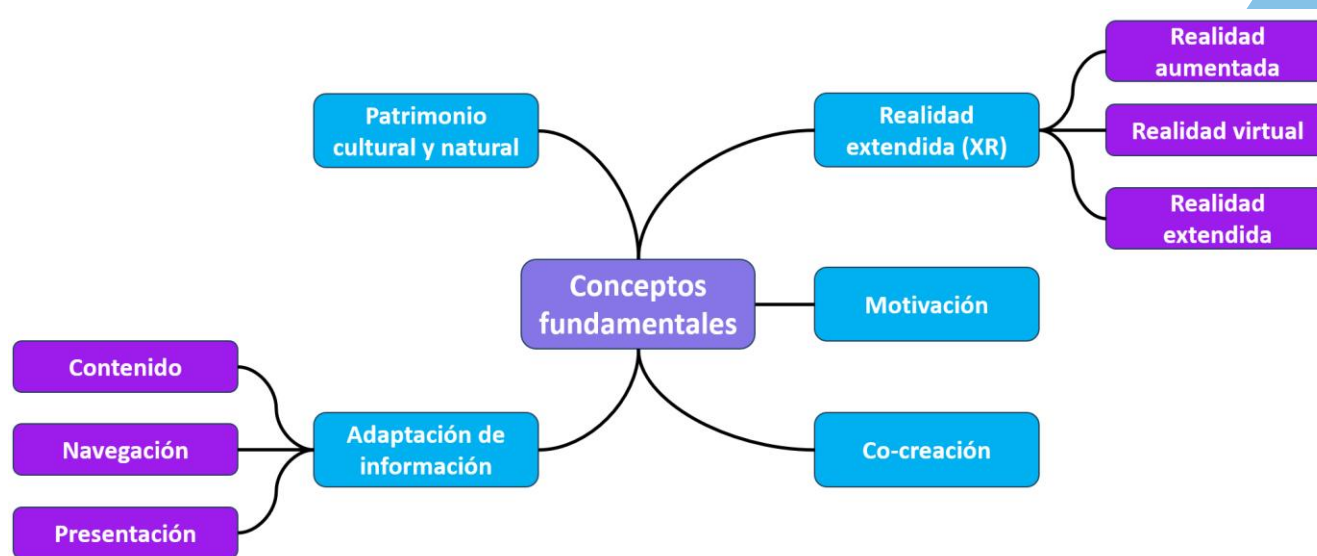 Realidad
aumentada
Patrimonio
cultural y natural
Realidad
extendida (XR)
Realidad virtual
Realidad
extendida
Conceptos
fundamentales
Motivación
Contenido
Navegación
Adaptación de
información
Co-creación
Presentación